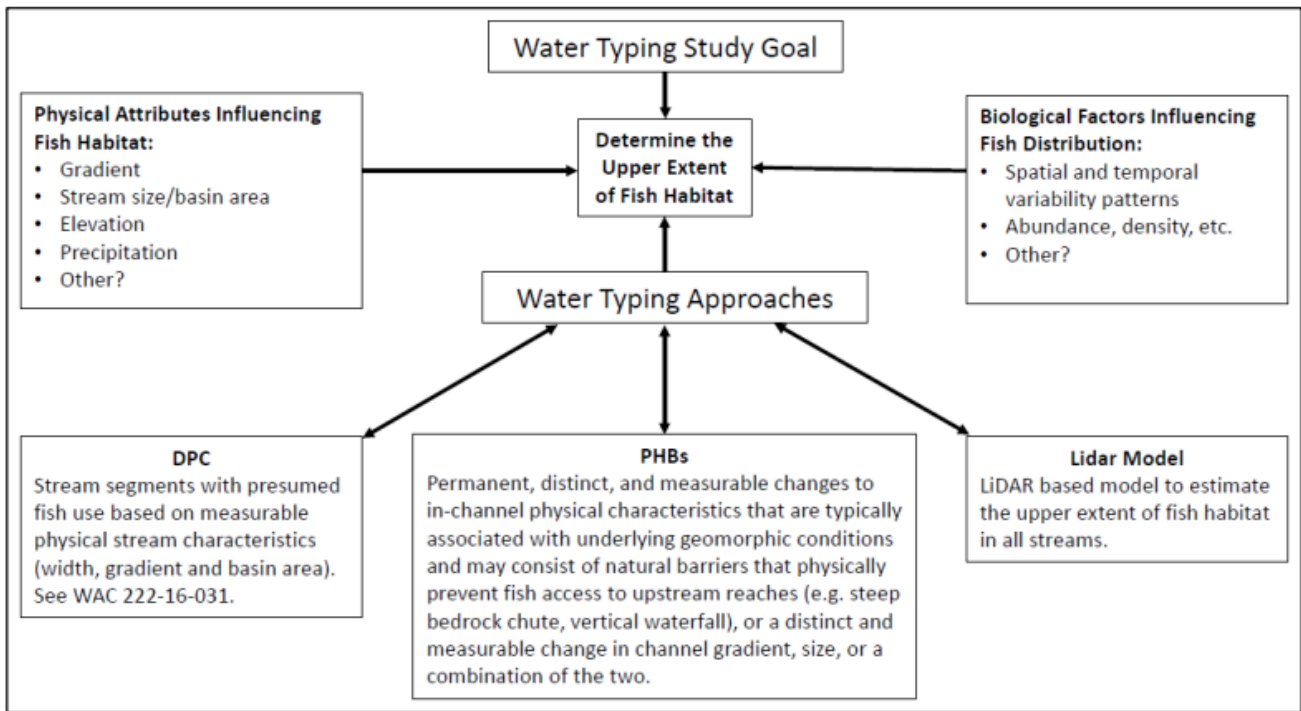 Water Typing Study Goal
Physical Attributes Influencing
Fish Habitat:
• Gradient
• Stream size/basin area
• Elevation
• Precipitation
• Other?
Determine the
Upper Extent
of Fish Habitat
Biological Factors Influencing
Fish Distribution:
• Spatial and temporal
variability patterns
• Abundance, density, etc.
• Other?
Water Typing Approaches
DPC
Stream segments with presumed
fish use based on measurable
physical stream characteristics
(width, gradient and basin area).
See WAC 222-16-031.
PHBs
Permanent, distinct, and measurable changes to
in-channel physical characteristics that are typically
associated with underlying geomorphic conditions
and may consist of natural barriers that physically
prevent fish access to upstream reaches (e.g. steep
bedrock chute, vertical waterfall), or a distinct and
measurable change in channel gradient, size, or a
combination of the two.
Lidar Model
LiDAR based model to estimate
the upper extent of fish habitat
in all streams.